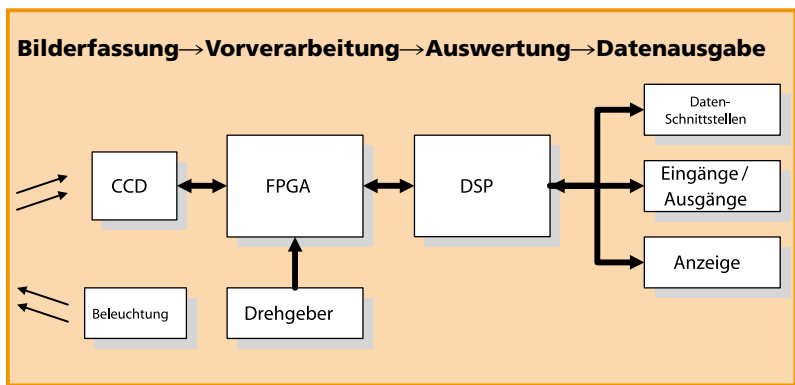 Bilderfassung→Vorverarbeitung→Auswertung→Datenausgabe
CCD
FPGA
DSP
Daten-
Schnittstellen
Eingänge/
Ausgänge
Anzeige
Beleuchtung
Drehgeber